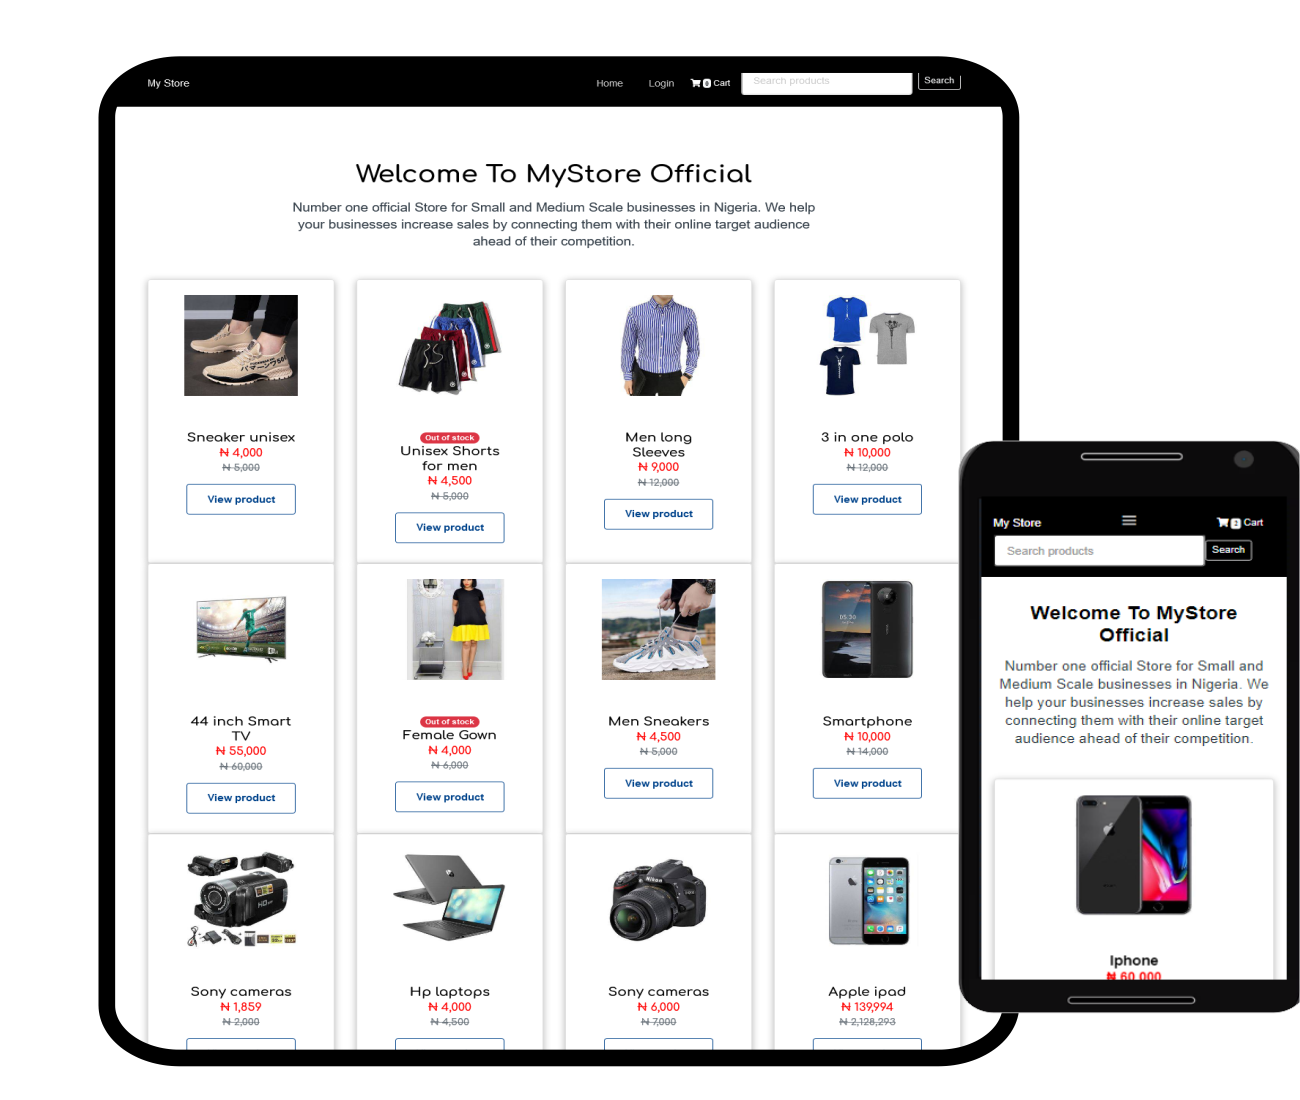 My Store
Home Login 0 Cart Search products Search
Welcome To MyStore Official
Number one official Store for Small and Medium Scale businesses in Nigeria. We help
your businesses increase sales by connecting them with their online target audience
ahead of their competition.
Sneaker unisex
₦ 4,000
₦ 5,000
View product
Out of stock
Unisex Shorts
for men
₦ 4,500
₦ 5,000
View product
Men long
Sleeves
₦ 9,000
₦ 12,000
View product
3 in one polo
₦ 10,000
₦ 12,000
View product
44 inch Smart
TV
₦ 55,000
₦ 60,000
View product
Out of stock
Female Gown
₦ 4,000
₦ 6,000
View product
Men Sneakers
₦ 4,500
₦ 5,000
View product
05:30
Smartphone
₦ 10,000
₦ 14,000
View product
HD
Sony cameras
₦ 1,859
₦ 2,000
Hp laptops
₦ 4,000
₦ 4,500
Nikon
Sony cameras
₦ 6,000
₦ 7,000
Apple ipad
₦ 139,994
₦ 2,128,293
My Store
Cart
Search products Search
Welcome To MyStore
Official
Number one official Store for Small and
Medium Scale businesses in Nigeria. We
help your businesses increase sales by
connecting them with their online target
audience ahead of their competition.
Iphone
₦ 60,000